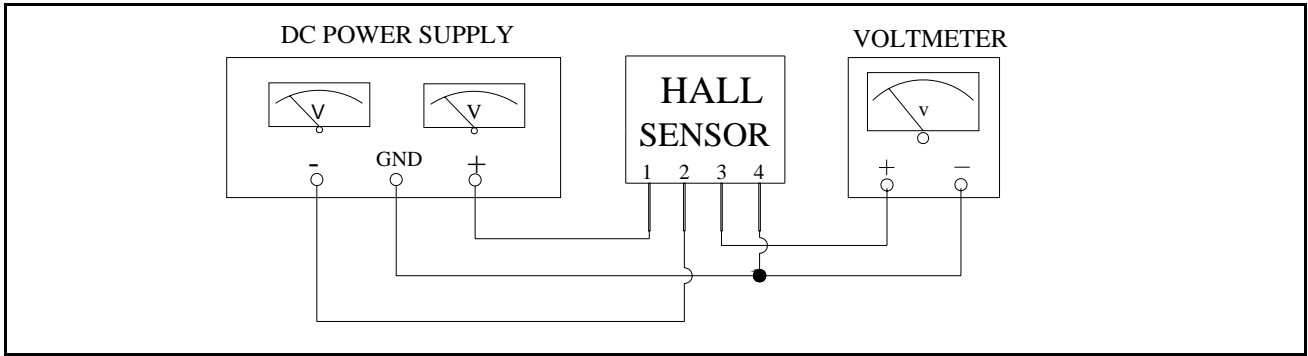 DC POWER SUPPLY
VOLTMETER
HALL
SENSOR
V
V
v
- GND +
1 2 3 4
+ −